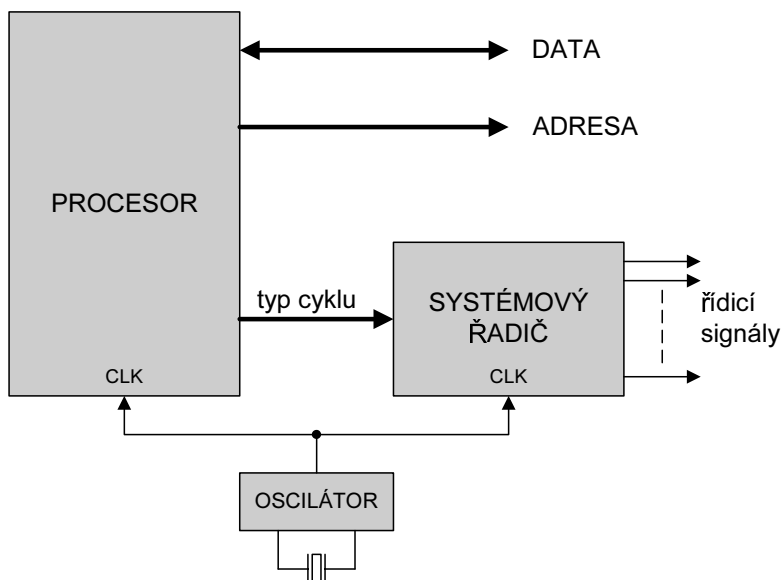 DATA
ADRESA
PROCESOR
typ cyklu
SYSTÉMOVÝ
ŘADIČ
řídicí
signály
CLK
CLK
OSCILÁTOR